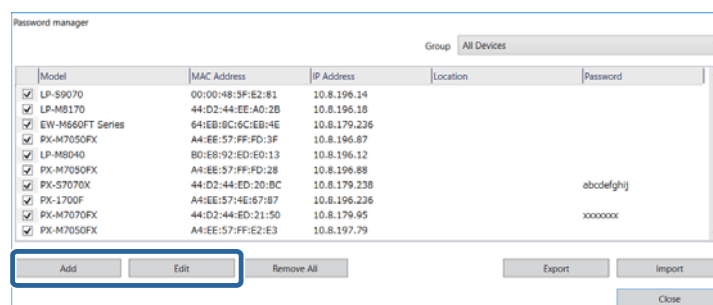 Password manager
Group All Devices
Model MAC Address IP Address Location Password
LP-S9070 00:00:48:5F:E2:81 10.8.196.14
LP-M8170 44:D2:44:EE:A0:2B 10.8.196.18
EW-M660FT Series 64:EB:8C:6C:EB:4E 10.8.179.236
PX-M7050FX A4:EE:57:FF:FD:3F 10.8.196.87
LP-M8040 B0:E8:92:ED:E0:13 10.8.196.12
PX-M7050FX A4:EE:57:FF:FD:28 10.8.196.88
PX-S7070X 44:D2:44:ED:20:BC 10.8.179.238 abcdefghij
PX-1700F A4:EE:57:4E:67:87 10.8.196.236
PX-M7070FX 44:D2:44:ED:21:50 10.8.179.95 xxxxxxx
PX-M7050FX A4:EE:57:FF:E2:E3 10.8.197.79
Add Edit Remove All Export Import
Close